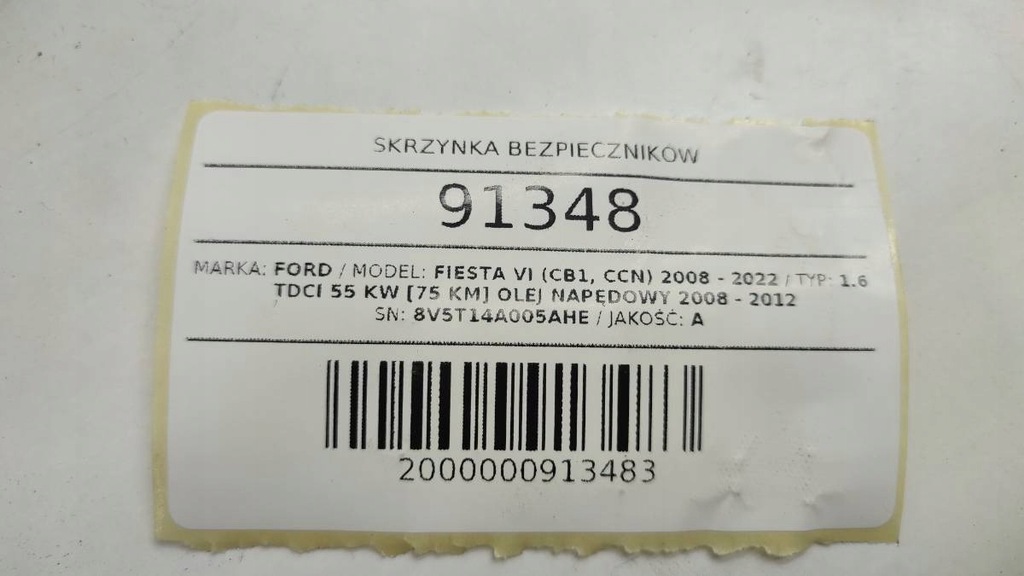 SKRZYNKA BEZPIECZNIKÓW
91348
MARKA: FORD / MODEL: FIESTA VI (CB1, CCN) 2008 - 2022 / TYP: 1.6
TDCI 55 KW [75 KM] OLEJ NAPĘDOWY 2008 - 2012
SN: 8V5T14A005AHE / JAKOŚĆ: A
2000000913483